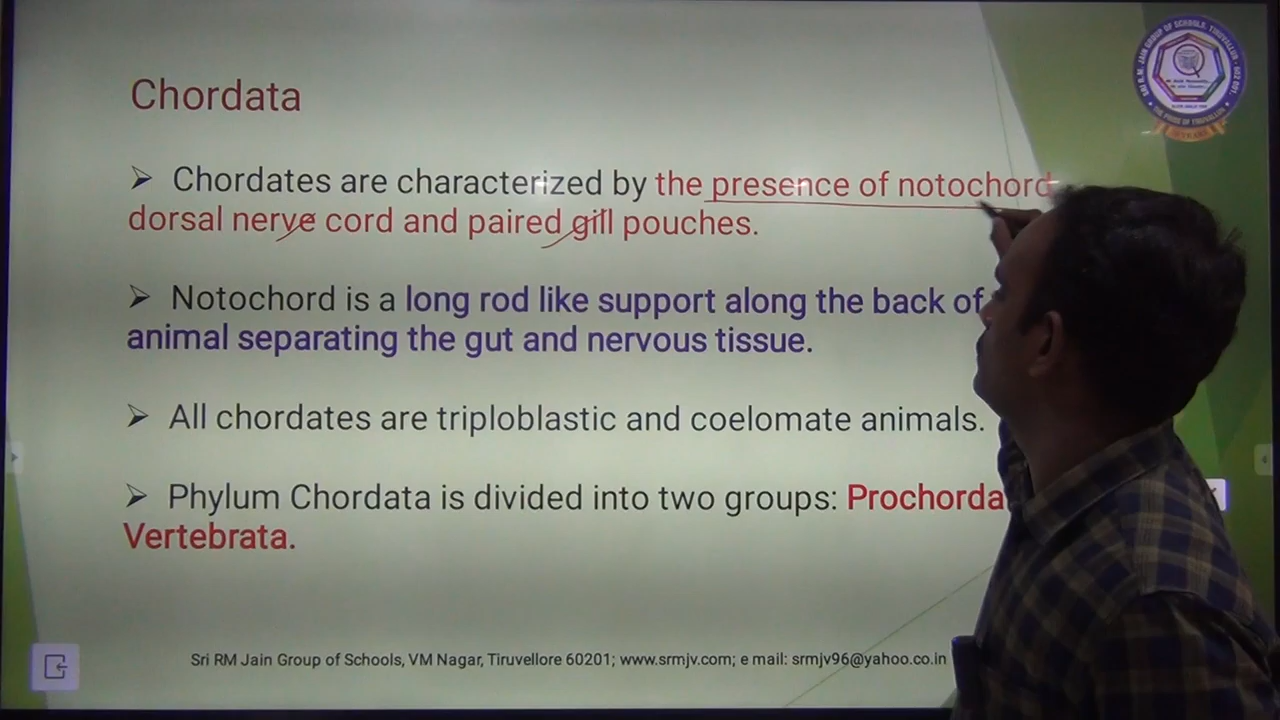 Chordata
➤ Chordates are characterized by the presence of notochord
dorsal nerve cord and paired gill pouches.
➤ Notochord is a long rod like support along the back of
animal separating the gut and nervous tissue.
➤ All chordates are triploblastic and coelomate animals.
➤ Phylum Chordata is divided into two groups: Prochorda
Vertebrata.
Sri RM Jain Group of Schools, VM Nagar, Tiruvellore 60201; www.srmjv.com; e mail: srmjv96@yahoo.co.in